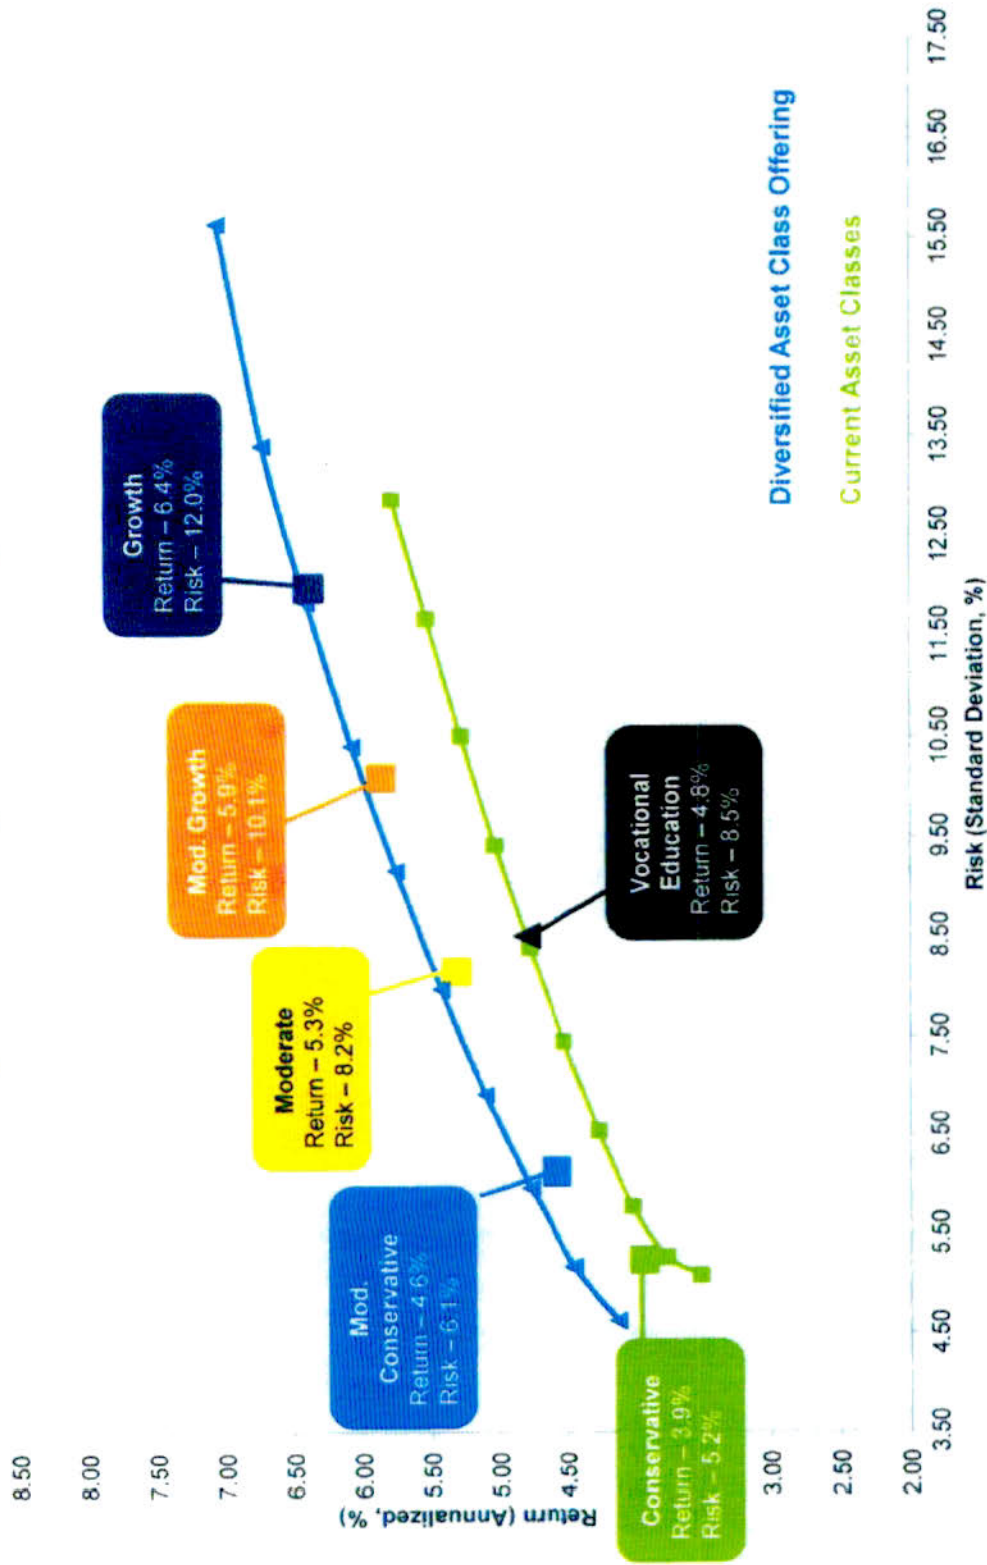 8.50
8.00
7.50
7.00
6.50
6.00
5.50
5.00
4.50
3.00
2.00
Return (Annualized, %)
Growth
Return – 6.4%
Risk – 12.0%
Mod. Growth
Return – 5.9%
Risk – 10.1%
Moderate
Return – 5.3%
Risk – 8.2%
Mod.
Conservative
Return – 4.6%
Risk – 6.1%
Conservative
Return – 3.9%
Risk – 5.2%
Vocational
Education
Return – 4.8%
Risk – 8.5%
Diversified Asset Class Offering
Current Asset Classes
3.50 4.50 5.50 6.50 7.50 8.50 9.50 10.50 11.50 12.50 13.50 14.50 15.50 16.50 17.50
Risk (Standard Deviation, %)